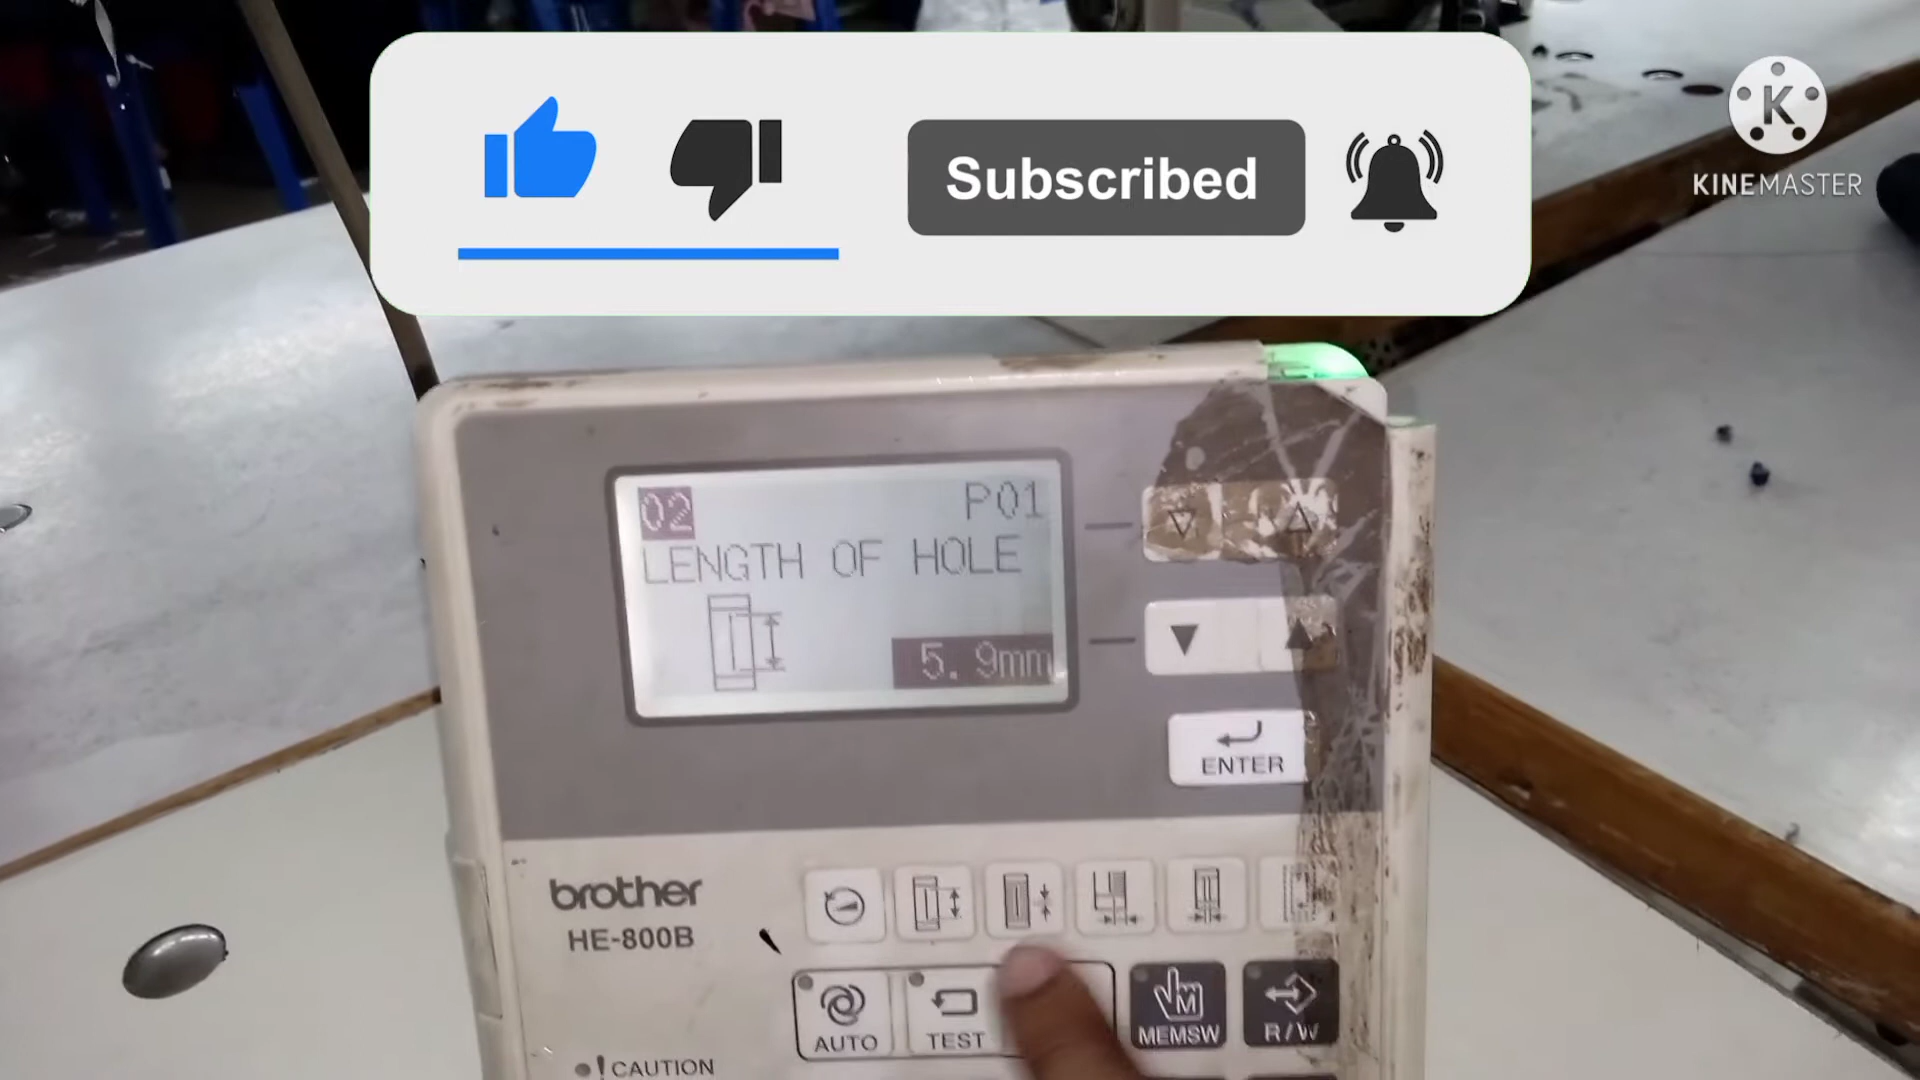 Subscribed
K
KINEMASTER
02 P01
LENGTH OF HOLE
5.9mm
ENTER
brother
HE-800B
AUTO
TEST
M
MEMSW
R/W
! CAUTION